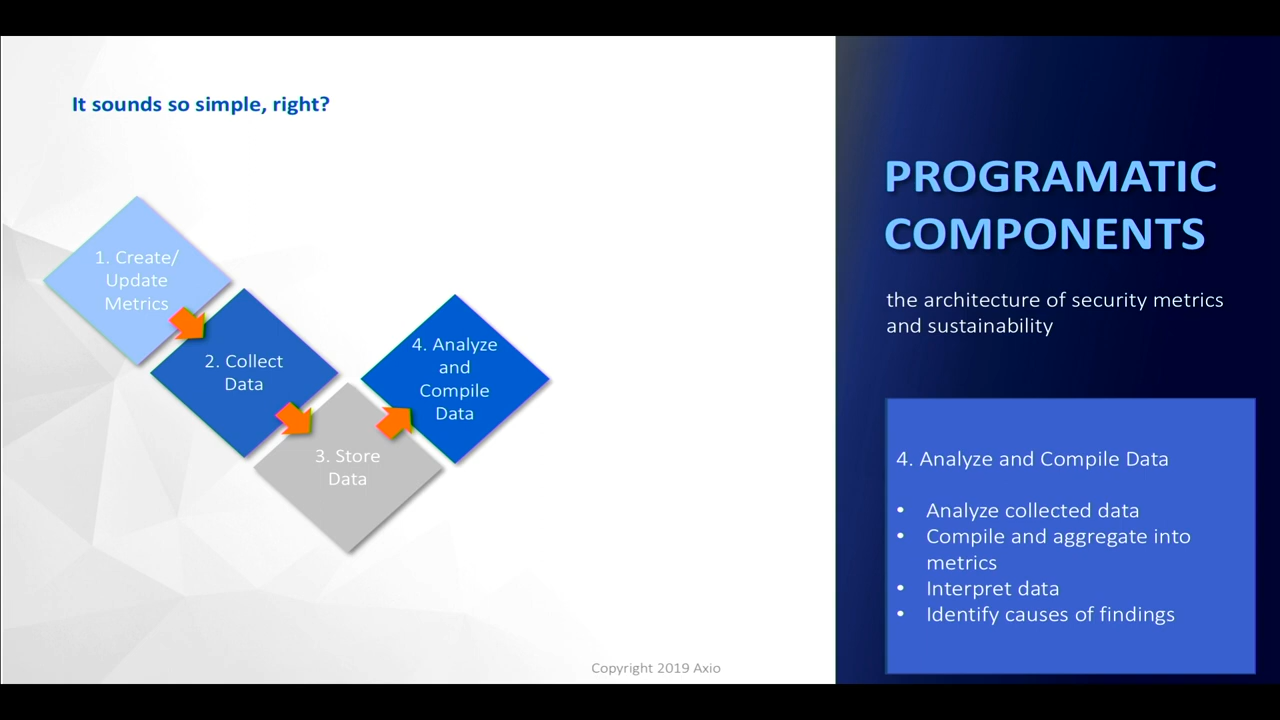 It sounds so simple, right?
1. Create/
Update
Metrics
2. Collect
Data
3. Store
Data
4. Analyze
and
Compile
Data
Copyright 2019 Axio
PROGRAMATIC
COMPONENTS
the architecture of security metrics
and sustainability
4. Analyze and Compile Data
• Analyze collected data
• Compile and aggregate into
metrics
• Interpret data
• Identify causes of findings